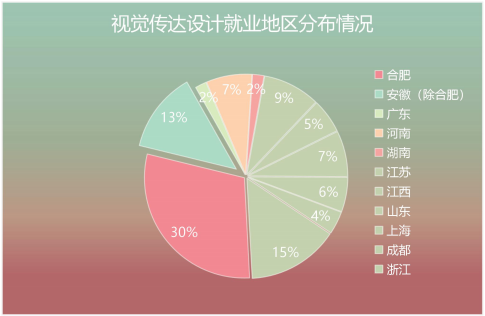 视觉传达设计就业地区分布情况
2%
7%
2%
9%
5%
7%
6%
4%
15%
30%
13%
合肥
安徽（除合肥）
广东
河南
湖南
江苏
江西
山东
上海
成都
浙江